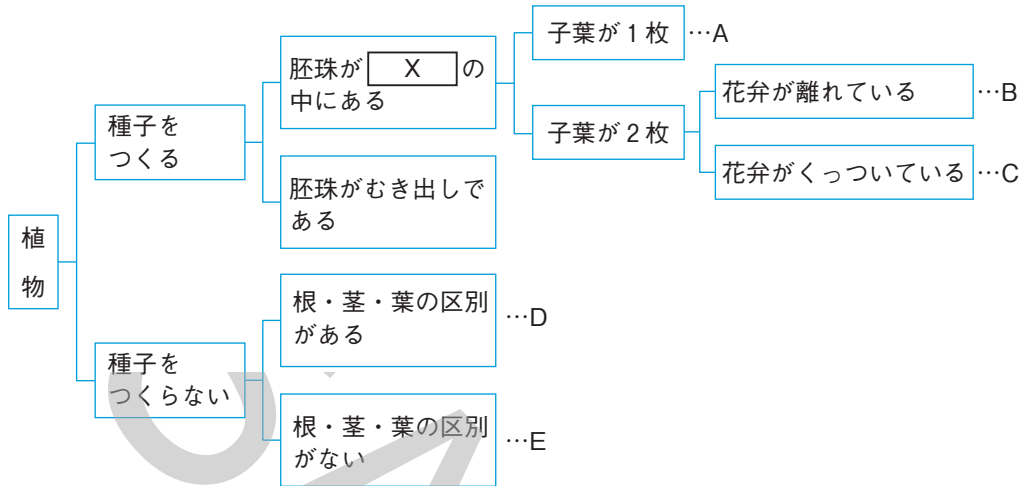 植
物
種子を
つくる
胚珠が X の
中にある
子葉が1枚 …A
子葉が2枚
花弁が離れている …B
花弁がくっついている …C
胚珠がむき出しで
ある
種子を
つくらない
根・茎・葉の区別
がある
…D
根・茎・葉の区別
がない
…E